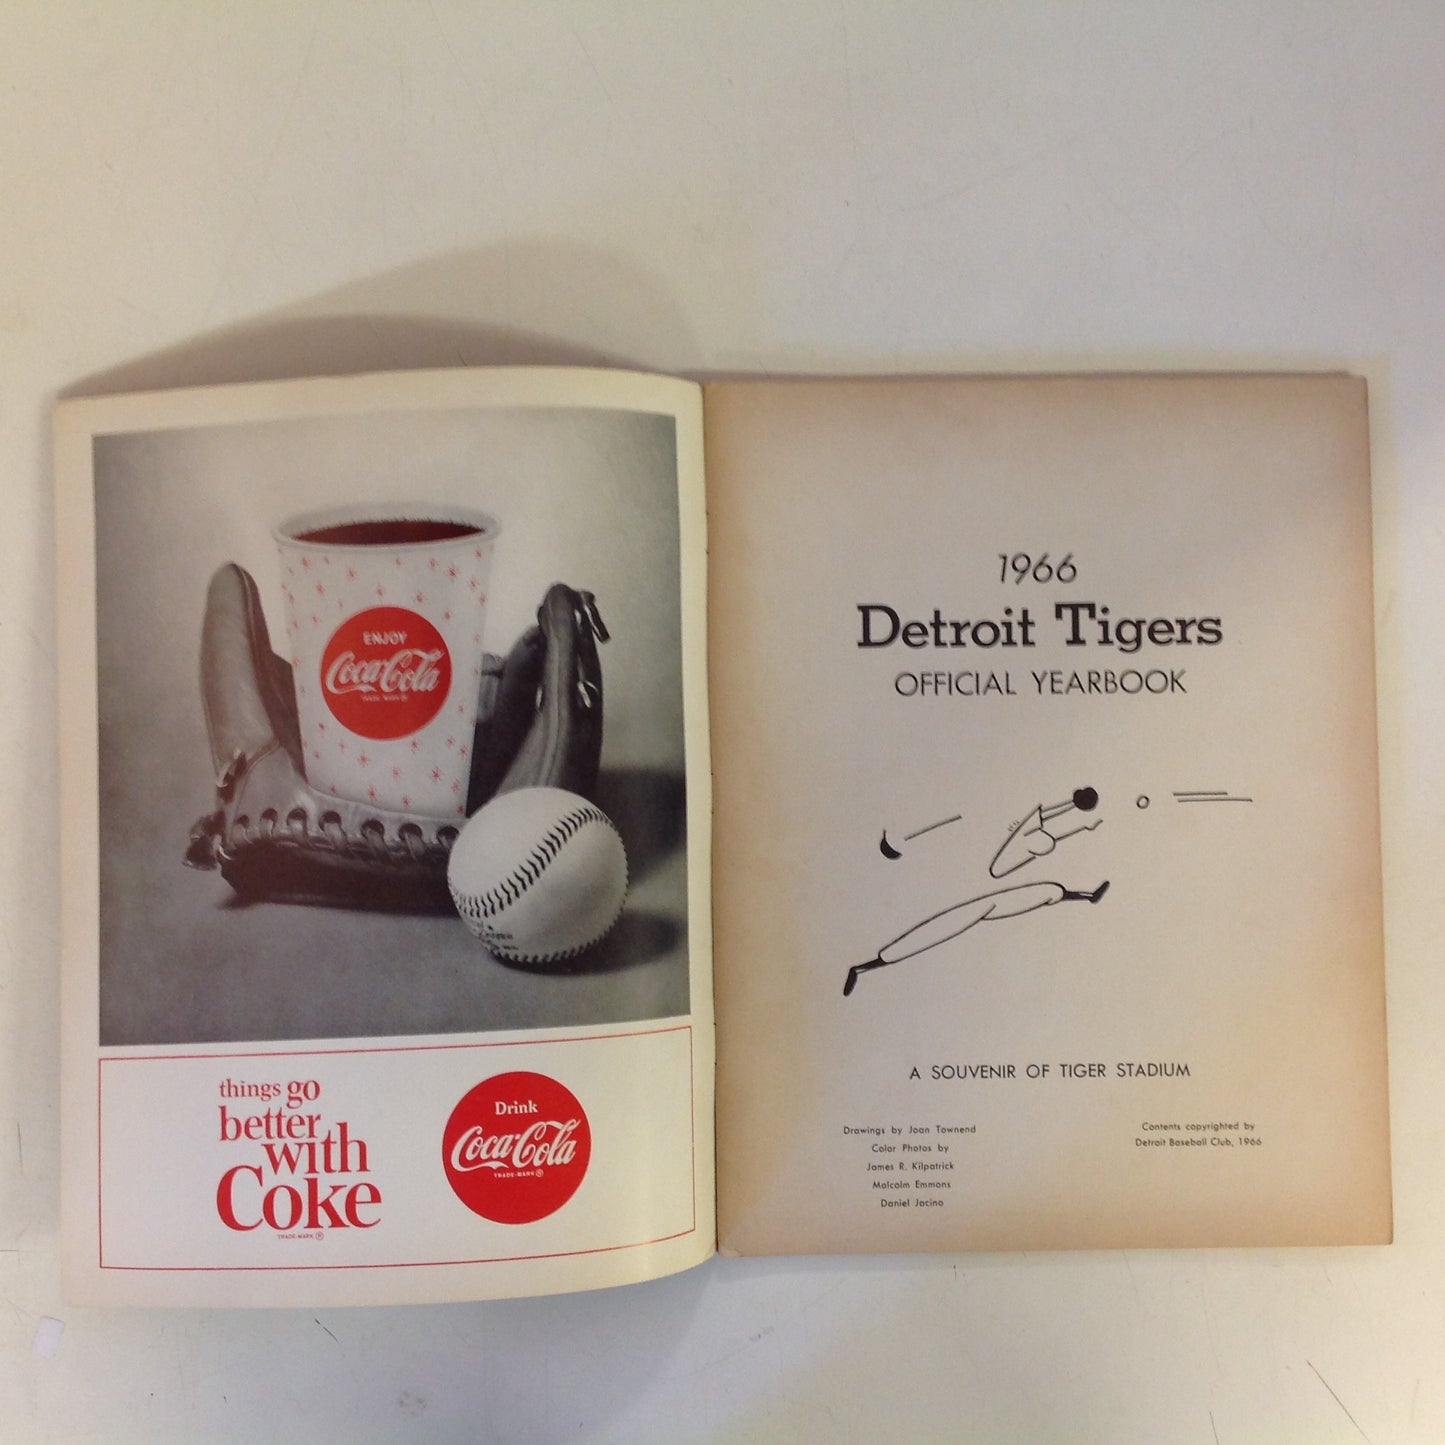 ENJOY
Coca-Cola
TRADE-MARK ®
things go
better
with
Coke
TRADE-MARK ®
Drink
Coca-Cola
TRADE-MARK ®
1966
Detroit Tigers
OFFICIAL YEARBOOK
A SOUVENIR OF TIGER STADIUM
Drawings by Joan Townend
Color Photos by
James R. Kilpatrick
Malcolm Emmons
Daniel Jacino
Contents copyrighted by
Detroit Baseball Club, 1966